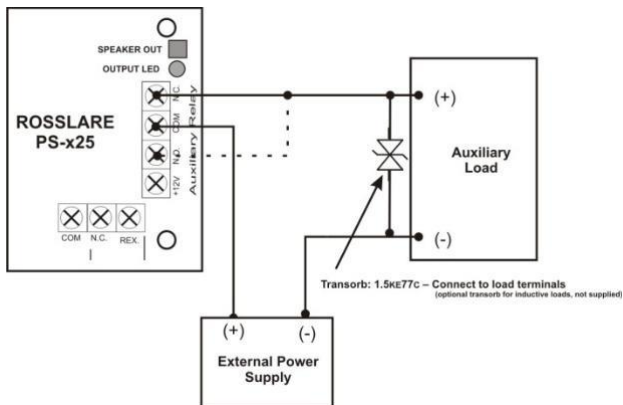 SPEAKER OUT
OUTPUT LED
ROSSLARE
PS-x25
N.C.
COM
N.O.
+12V
Auxiliary Relay
COM
N.C.
REX.
(+)
Auxiliary
Load
(-)
Transorb: 1.5KE77C – Connect to load terminals
(optional transorb for inductive loads, not supplied)
(+)
(-)
External Power
Supply